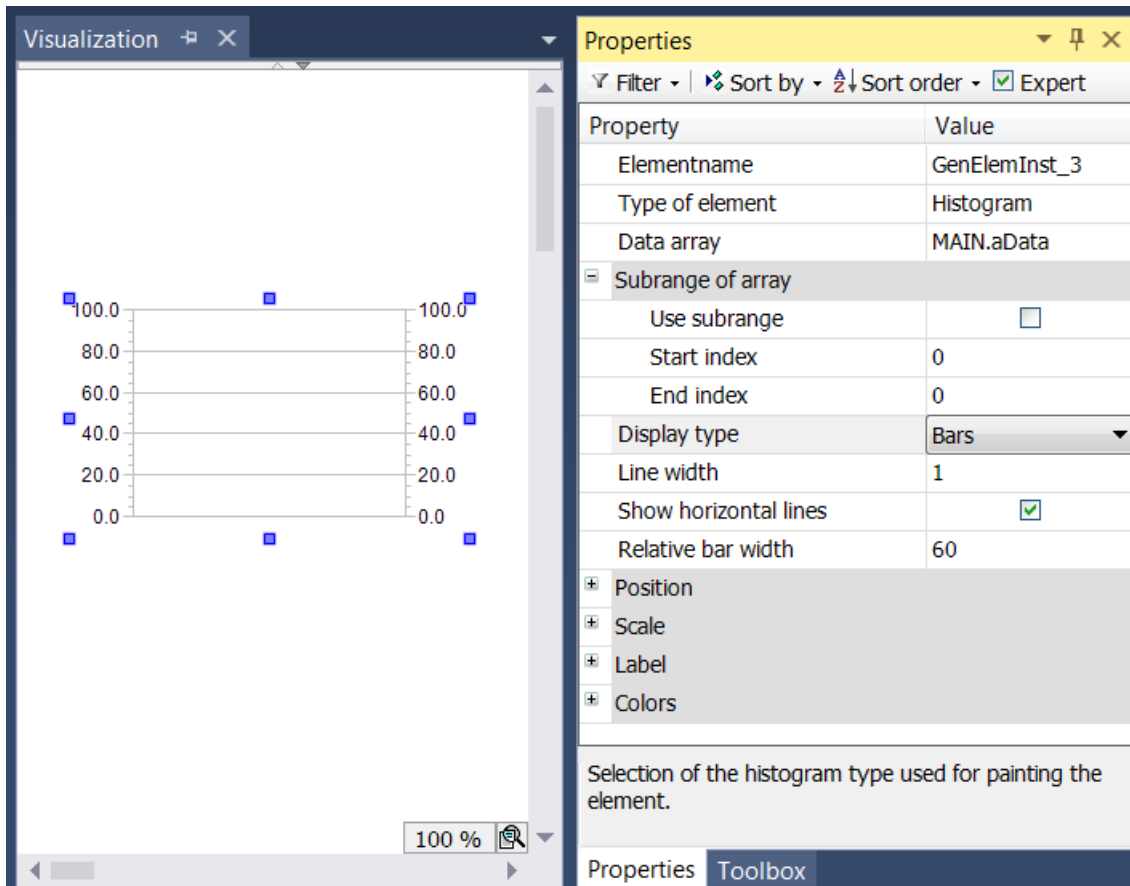 Visualization
100.0 100.0
80.0 80.0
60.0 60.0
40.0 40.0
20.0 20.0
0.0 0.0
100 %
Properties
Filter Sort by Sort order Expert
Property Value
Elementname GenElemInst_3
Type of element Histogram
Data array MAIN.aData
Subrange of array
Use subrange
Start index 0
End index 0
Display type Bars
Line width 1
Show horizontal lines
Relative bar width 60
Position
Scale
Label
Colors
Selection of the histogram type used for painting the
element.
Properties Toolbox